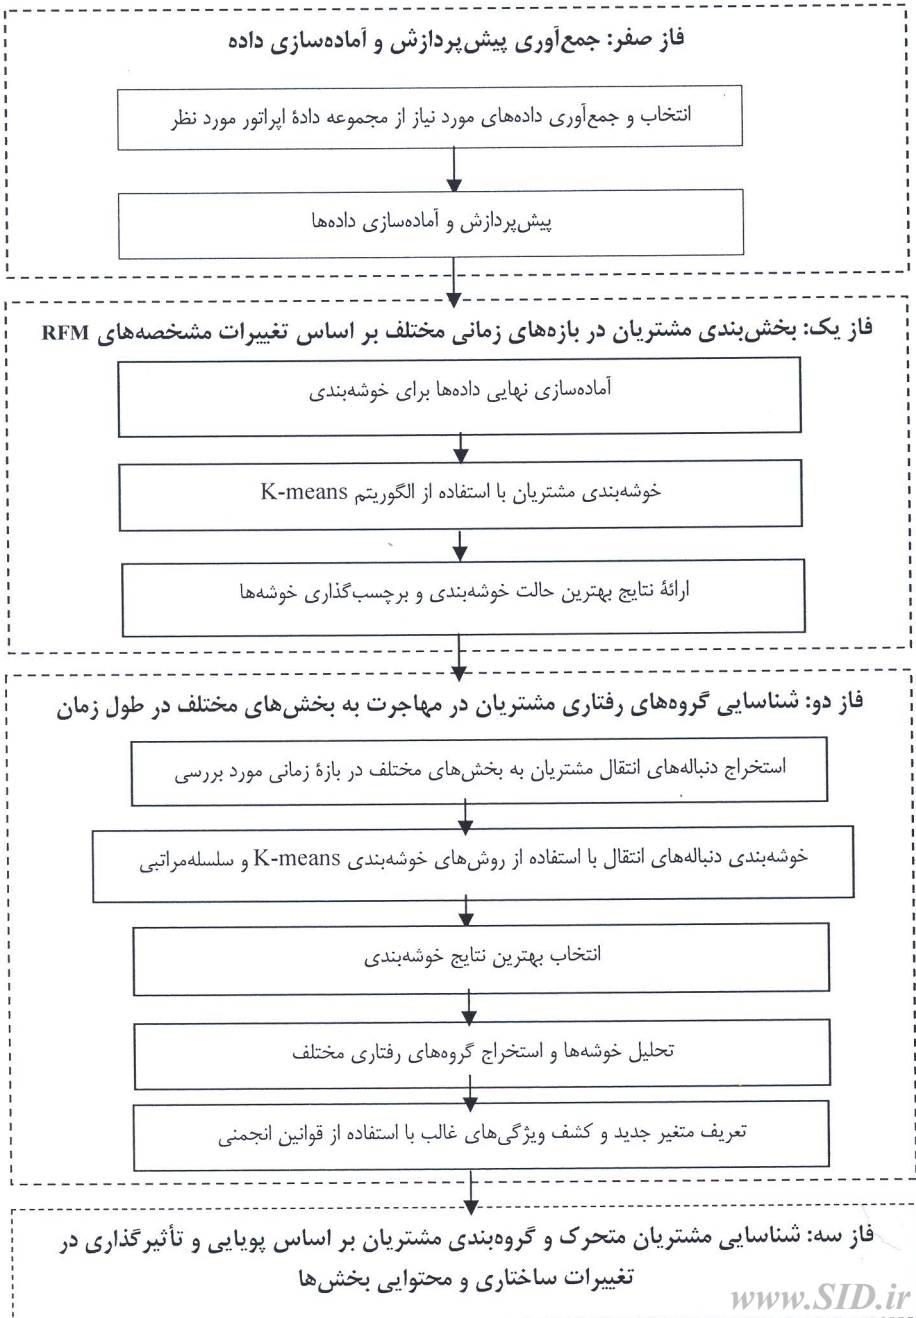 فاز صفر: جمع‌آوری پیش‌پردازش و آماده‌سازی داده
انتخاب و جمع‌آوری داده‌های مورد نیاز از مجموعه دادهٔ اپراتور مورد نظر
پیش‌پردازش و آماده‌سازی داده‌ها
فاز یک: بخش‌بندی مشتریان در بازه‌های زمانی مختلف بر اساس تغییرات مشخصه‌های RFM
آماده‌سازی نهایی داده‌ها برای خوشه‌بندی
خوشه‌بندی مشتریان با استفاده از الگوریتم K-means
ارائهٔ نتایج بهترین حالت خوشه‌بندی و برچسب‌گذاری خوشه‌ها
فاز دو: شناسایی گروه‌های رفتاری مشتریان در مهاجرت به بخش‌های مختلف در طول زمان
استخراج دنباله‌های انتقال مشتریان به بخش‌های مختلف در بازهٔ زمانی مورد بررسی
خوشه‌بندی دنباله‌های انتقال با استفاده از روش‌های خوشه‌بندی K-means و سلسله‌مراتبی
انتخاب بهترین نتایج خوشه‌بندی
تحلیل خوشه‌ها و استخراج گروه‌های رفتاری مختلف
تعریف متغیر جدید و کشف ویژگی‌های غالب با استفاده از قوانین انجمنی
فاز سه: شناسایی مشتریان متحرک و گروه‌بندی مشتریان بر اساس پویایی و تأثیرگذاری در
تغییرات ساختاری و محتوایی بخش‌ها
www.SID.ir